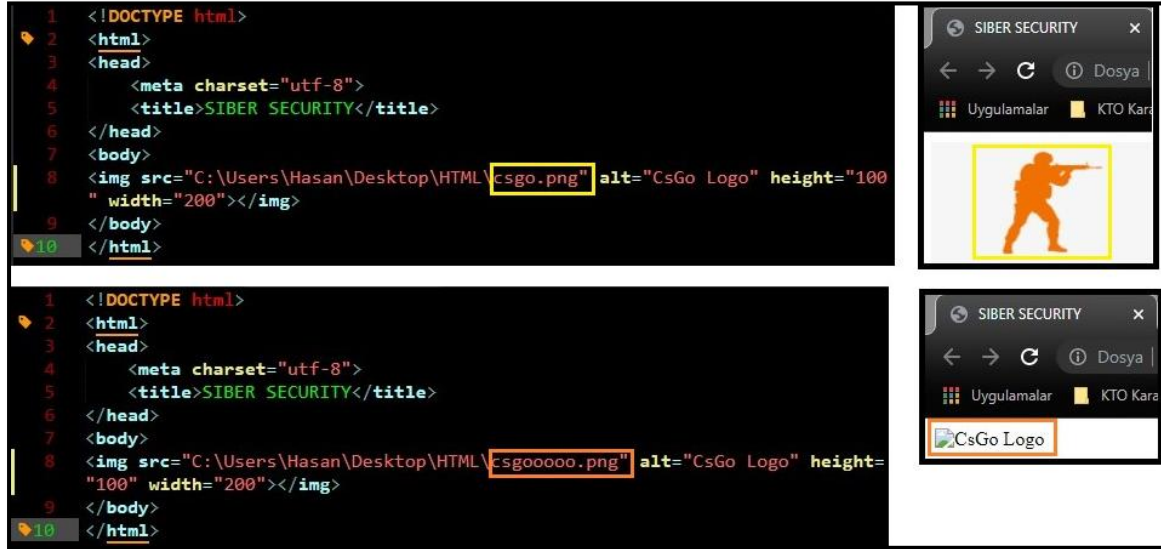 1 <!DOCTYPE html>
2 <html>
3 <head>
4 <meta charset="utf-8">
5 <title>SIBER SECURITY</title>
6 </head>
7 <body>
8 <img src="C:\Users\Hasan\Desktop\HTML\csgo.png" alt="CsGo Logo" height="100
" width="200"></img>
9 </body>
10 </html>
SIBER SECURITY
Dosya
Uygulamalar KTO Kara
1 <!DOCTYPE html>
2 <html>
3 <head>
4 <meta charset="utf-8">
5 <title>SIBER SECURITY</title>
6 </head>
7 <body>
8 <img src="C:\Users\Hasan\Desktop\HTML\csgooooo.png" alt="CsGo Logo" height=
"100" width="200"></img>
9 </body>
10 </html>
SIBER SECURITY
Dosya
Uygulamalar KTO Kara
CsGo Logo